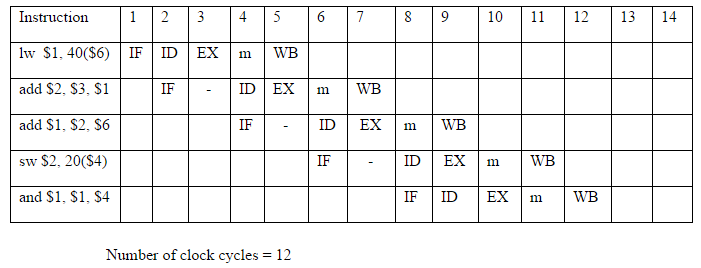 Instruction 1 2 3 4 5 6 7 8 9 10 11 12 13 14
lw $1, 40($6) IF ID EX m WB
add $2, $3, $1 IF - ID EX m WB
add $1, $2, $6 IF - ID EX m WB
sw $2, 20($4) IF - ID EX m WB
and $1, $1, $4 IF ID EX m WB
Number of clock cycles = 12